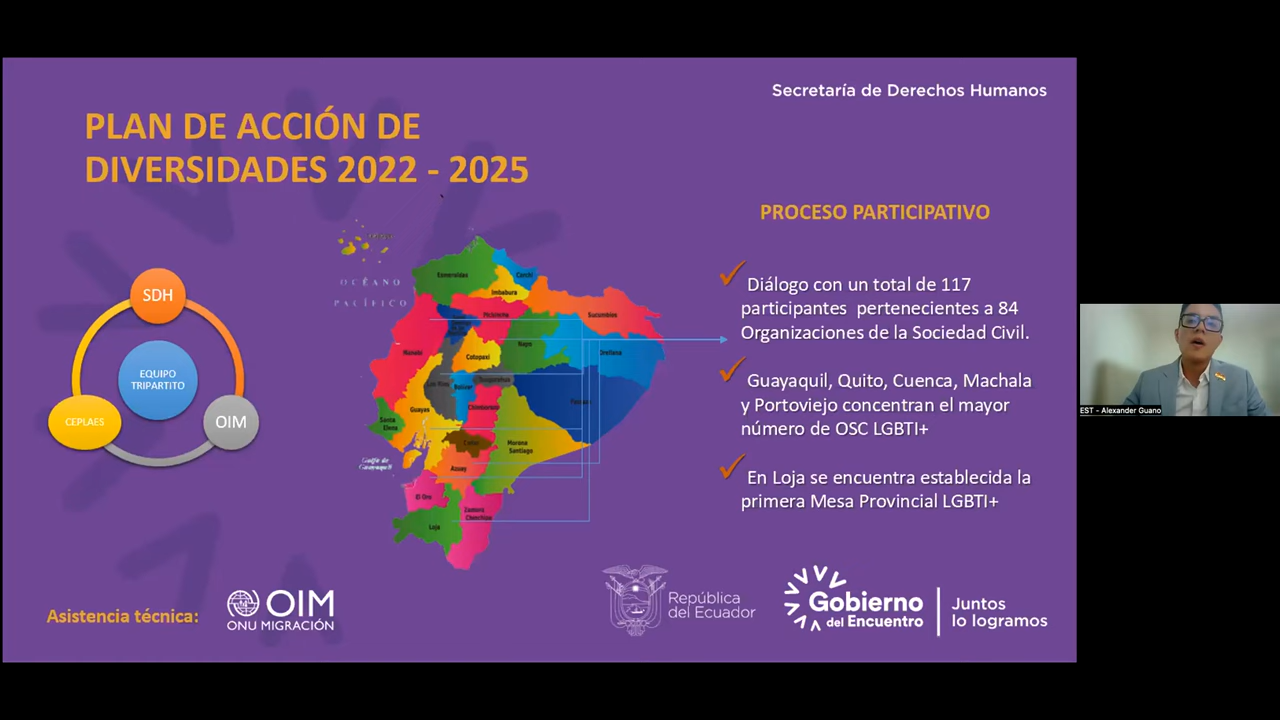 Secretaría de Derechos Humanos
PLAN DE ACCIÓN DE
DIVERSIDADES 2022 - 2025
PROCESO PARTICIPATIVO
SDH
EQUIPO
TRIPARTITO
CEPLAES
OIM
OCÉANO
PACÍFICO
Esmeraldas
Carchi
Imbabura
Pichincha
Sucumbíos
Manabí
Cotopaxi
Napo
Orellana
Los Ríos
Bolívar
Tungurahua
Guayas
Chimborazo
Santa
Elena
Morona
Santiago
Golfo de
Guayaquil
Azuay
El Oro
Zamora
Chinchipe
Loja
Diálogo con un total de 117
participantes pertenecientes a 84
Organizaciones de la Sociedad Civil.
Guayaquil, Quito, Cuenca, Machala
y Portoviejo concentran el mayor
número de OSC LGBTI+
En Loja se encuentra establecida la
primera Mesa Provincial LGBTI+
EST - Alexander Guano
Asistencia técnica:
OIM
ONU MIGRACIÓN
República
del Ecuador
Gobierno
del Encuentro
Juntos
lo logramos